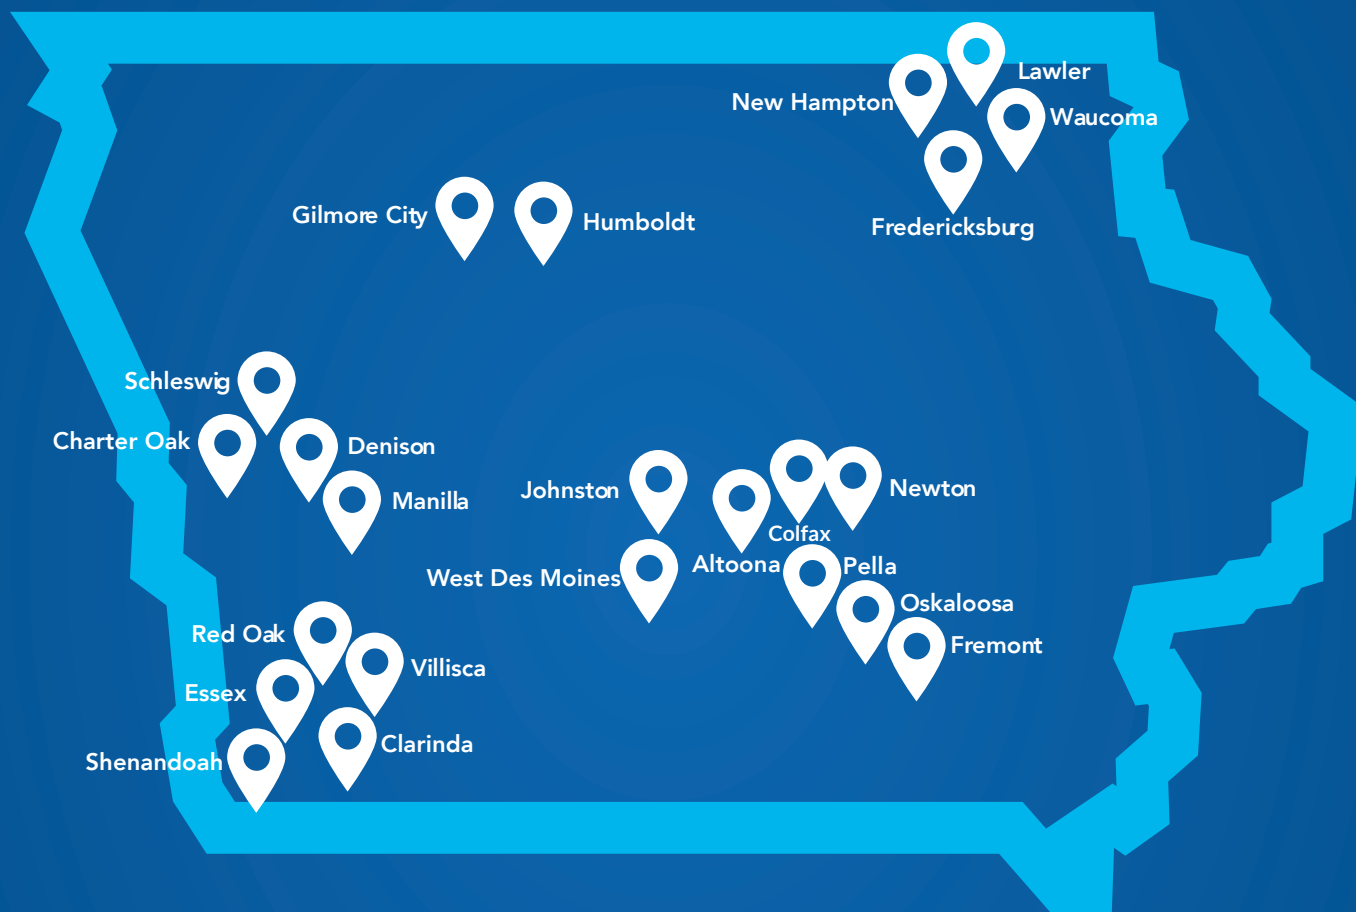 Lawler
New Hampton
Waucoma
Gilmore City
Humboldt
Fredericksburg
Schleswig
Charter Oak
Denison
Manilla
Johnston
Newton
Colfax
Altoona
Pella
West Des Moines
Oskaloosa
Red Oak
Fremont
Villisca
Essex
Clarinda
Shenandoah